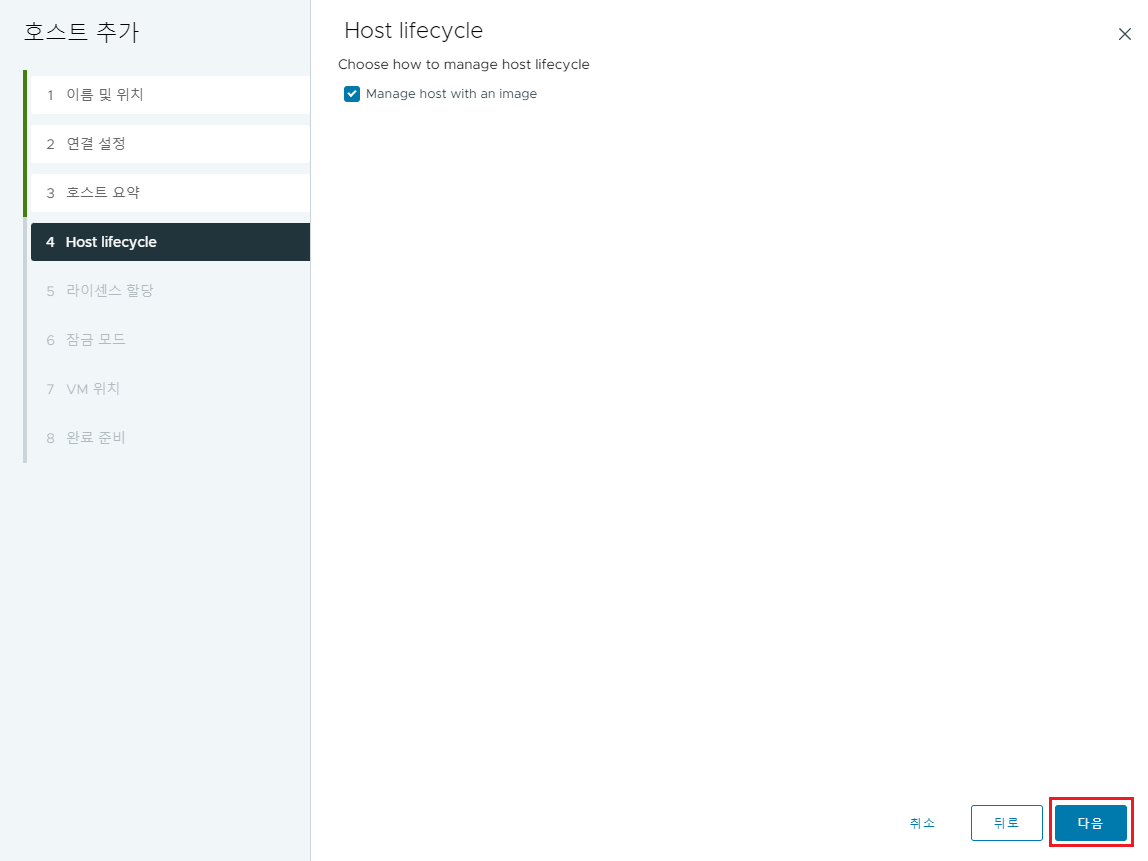 호스트 추가
1 이름 및 위치
2 연결 설정
3 호스트 요약
4 Host lifecycle
5 라이센스 할당
6 잠금 모드
7 VM 위치
8 완료 준비
Host lifecycle
Choose how to manage host lifecycle
Manage host with an image
취소
뒤로
다음